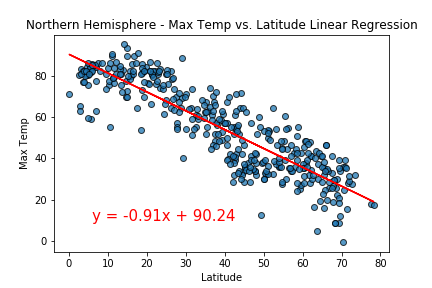 Northern Hemisphere - Max Temp vs. Latitude Linear Regression
80
60
40
20
0
Max Temp
y = -0.91x + 90.24
0 10 20 30 40 50 60 70 80
Latitude